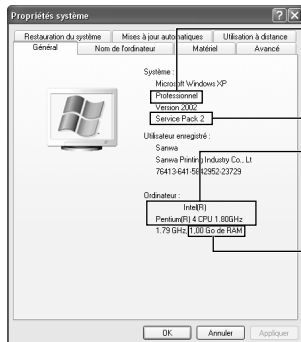 Propriétés système
Restauration du système Mises à jour automatiques Utilisation à distance
Général Nom de l'ordinateur Matériel Avancé
Système :
Microsoft Windows XP
Professionnel
Version 2002
Service Pack 2
Utilisateur enregistré :
Sanwa
Sanwa Printing Industry Co., Lt
76413-641-5842952-23729
Ordinateur :
Intel(R)
Pentium(R) 4 CPU 1.80GHz
1.79 GHz, 1,00 Go de RAM
OK Annuler Appliquer